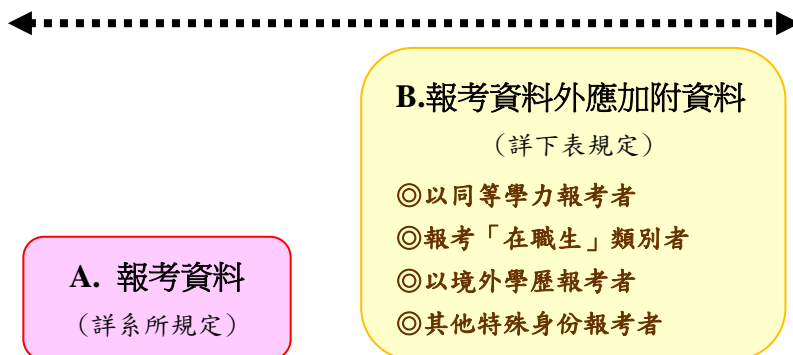 B.報考資料外應加附資料
（詳下表規定）
◎以同等學力報考者
◎報考「在職生」類別者
◎以境外學歷報考者
◎其他特殊身份報考者
A. 報考資料
（詳系所規定）